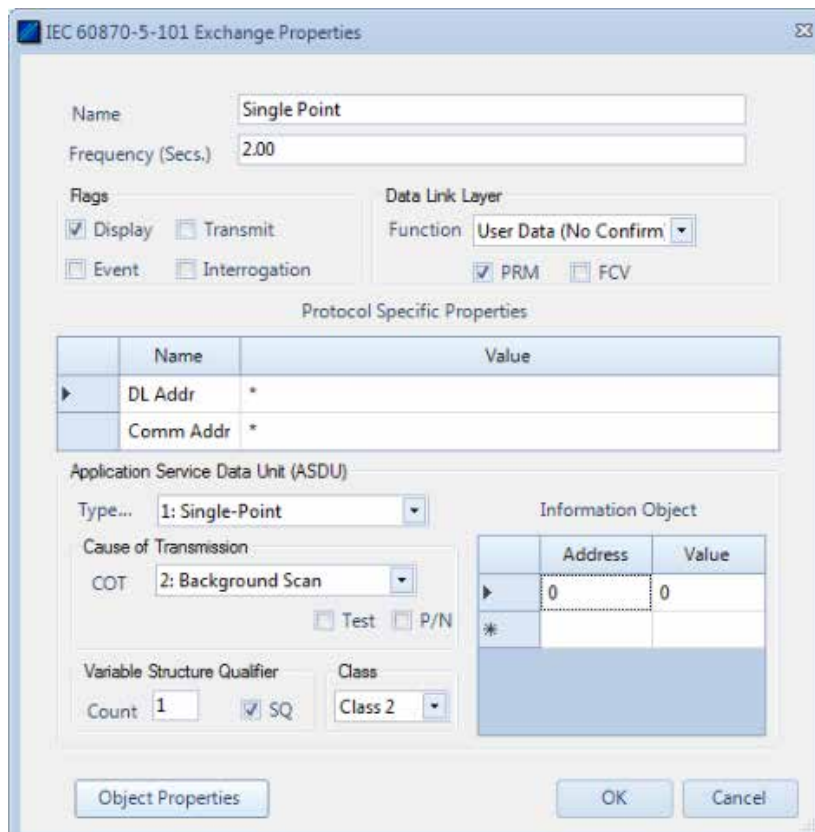 IEC 60870-5-101 Exchange Properties
Name Single Point
Frequency (Secs.) 2.00
Flags
Display Transmit
Event Interrogation
Data Link Layer
Function User Data (No Confirm)
PRM FCV
Protocol Specific Properties
Name Value
DL Addr *
Comm Addr *
Application Service Data Unit (ASDU)
Type... 1: Single-Point
Cause of Transmission
COT 2: Background Scan
Test P/N
Variable Structure Qualifier
Count 1 SQ
Class
Class 2
Information Object
Address Value
0 0
Object Properties OK Cancel